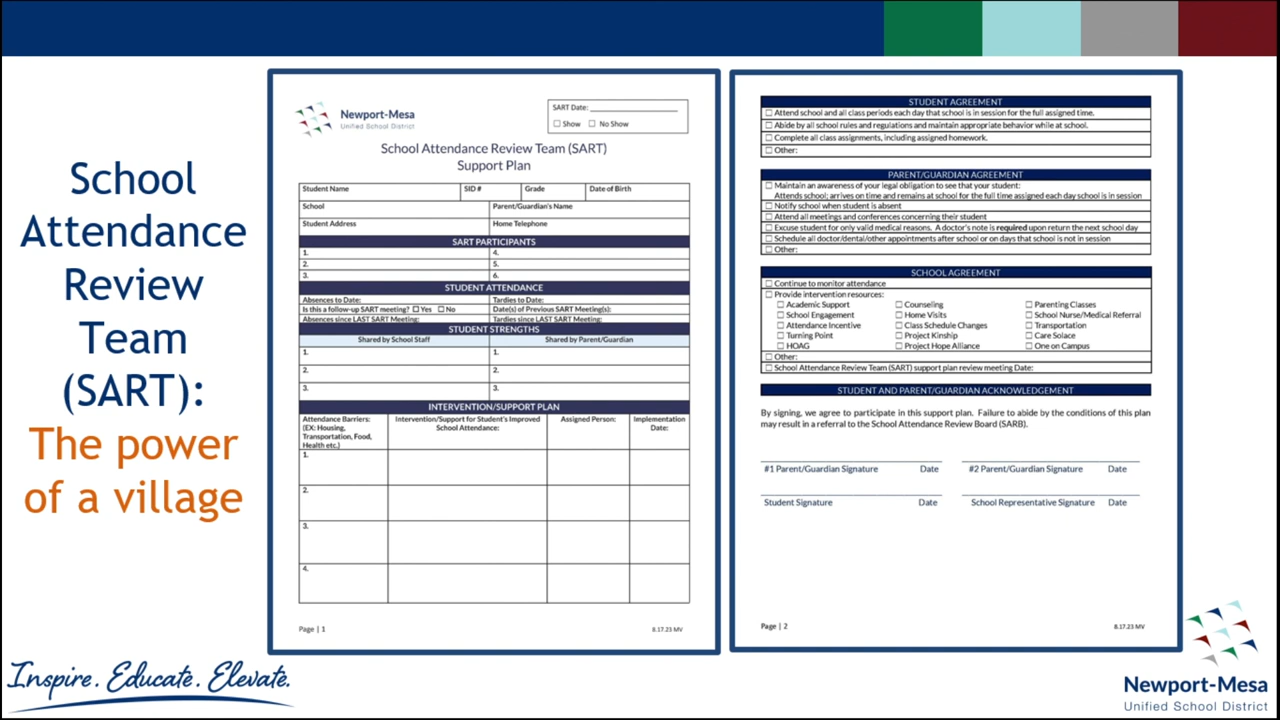 School
Attendance
Review
Team
(SART):
The power
of a village
Newport-Mesa
Unified School District
SART Date:
Show No Show
School Attendance Review Team (SART)
Support Plan
Student Name SID # Grade Date of Birth
School Parent/Guardian's Name
Student Address Home Telephone
SART PARTICIPANTS
1. 4.
2. 5.
3. 6.
STUDENT ATTENDANCE
Absences to Date: Tardies to Date:
Is this a follow-up SART meeting? ☐ Yes ☐ No Date(s) of Previous SART Meeting(s):
Absences since LAST SART Meeting: Tardies since LAST SART Meeting:
STUDENT STRENGTHS
Shared by School Staff Shared by Parent/Guardian
1. 1.
2. 2.
3. 3.
INTERVENTION/SUPPORT PLAN
Attendance Barriers: Intervention/Support for Student's Improved Assigned Person: Implementation
(EX: Housing, School Attendance: Date:
Transportation, Food,
Health etc.)
1.
2.
3.
4.
Page | 1 8.17.23 MV
STUDENT AGREEMENT
☐ Attend school and all class periods each day that school is in session for the full assigned time.
☐ Abide by all school rules and regulations and maintain appropriate behavior while at school.
☐ Complete all class assignments, including assigned homework.
☐ Other:
PARENT/GUARDIAN AGREEMENT
☐ Maintain an awareness of your legal obligation to see that your student:
Attends school; arrives on time and remains at school for the full time assigned each day school is in session
☐ Notify school when student is absent
☐ Attend all meetings and conferences concerning their student
☐ Excuse student for only valid medical reasons. A doctor's note is required upon return the next school day
☐ Schedule all doctor/dental/other appointments after school or on days that school is not in session
☐ Other:
SCHOOL AGREEMENT
☐ Continue to monitor attendance
☐ Provide intervention resources:
☐ Academic Support ☐ Counseling ☐ Parenting Classes
☐ School Engagement ☐ Home Visits ☐ School Nurse/Medical Referral
☐ Attendance Incentive ☐ Class Schedule Changes ☐ Transportation
☐ Turning Point ☐ Project Kinship ☐ Care Solace
☐ HOAG ☐ Project Hope Alliance ☐ One on Campus
☐ Other:
☐ School Attendance Review Team (SART) support plan review meeting Date:
STUDENT AND PARENT/GUARDIAN ACKNOWLEDGEMENT
By signing, we agree to participate in this support plan. Failure to abide by the conditions of this plan
may result in a referral to the School Attendance Review Board (SARB).
#1 Parent/Guardian Signature Date #2 Parent/Guardian Signature Date
Student Signature Date School Representative Signature Date
Page | 2 8.17.23 MV
Inspire. Educate. Elevate.
Newport-Mesa
Unified School District